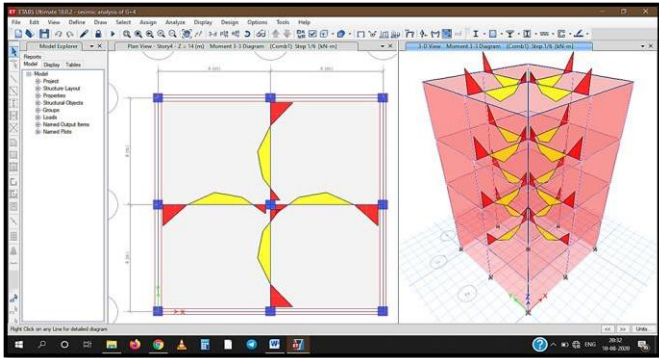 ETABS Ultimate 18.0.2 - seismic analysis of G+4
File Edit View Define Draw Select Assign Analyze Display Design Options Tools Help
Model Explorer
Plan View - Story4 - Z = 14 (m) Moment 3-3 Diagram (Comb1) Step 1/6 [kN-m]
3-D View Moment 3-3 Diagram (Comb1) Step 1/6 [kN-m]
Reports
Model Display Tables
Model
Project
Structure Layout
Properties
Structural Objects
Groups
Loads
Named Output Items
Named Plots
X
Z
X
Right Click on any Line for detailed diagram
<< >> Units...
ENG
20:32
18-08-2020